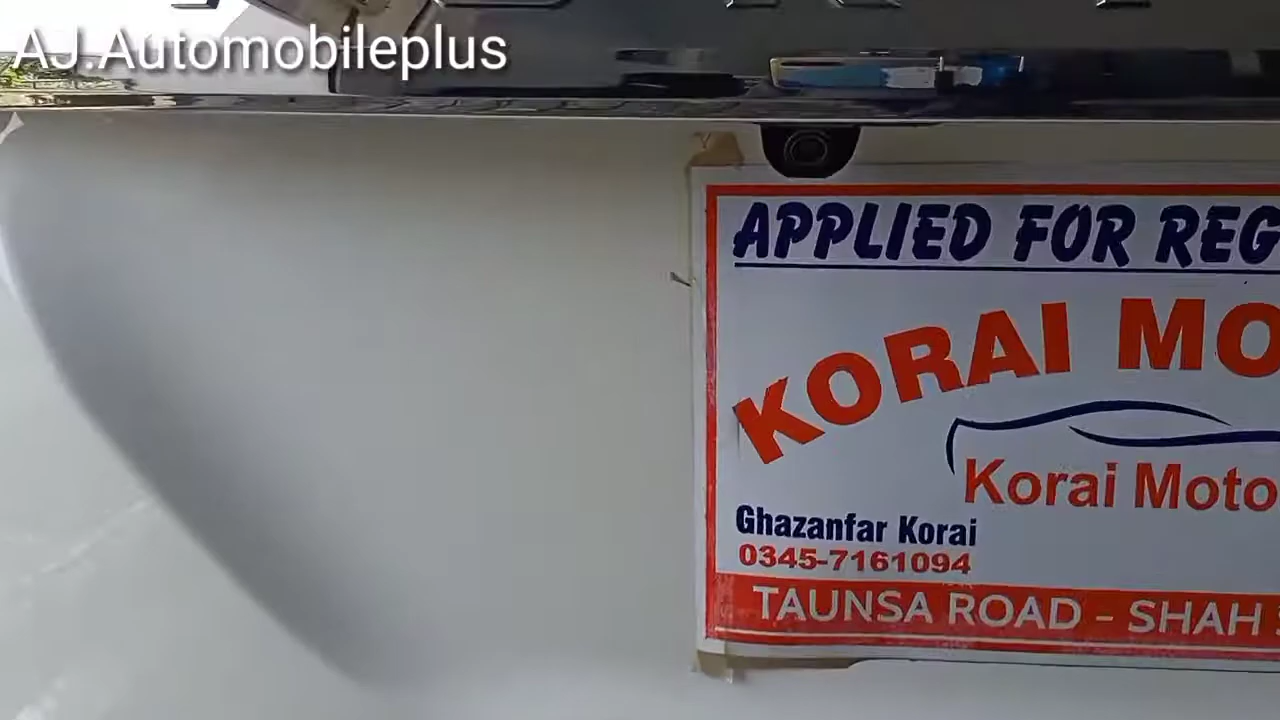 AJ.Automobileplus
APPLIED FOR REG
KORAI MO
Korai Moto
Ghazanfar Korai
0345-7161094
TAUNSA ROAD - SHAH